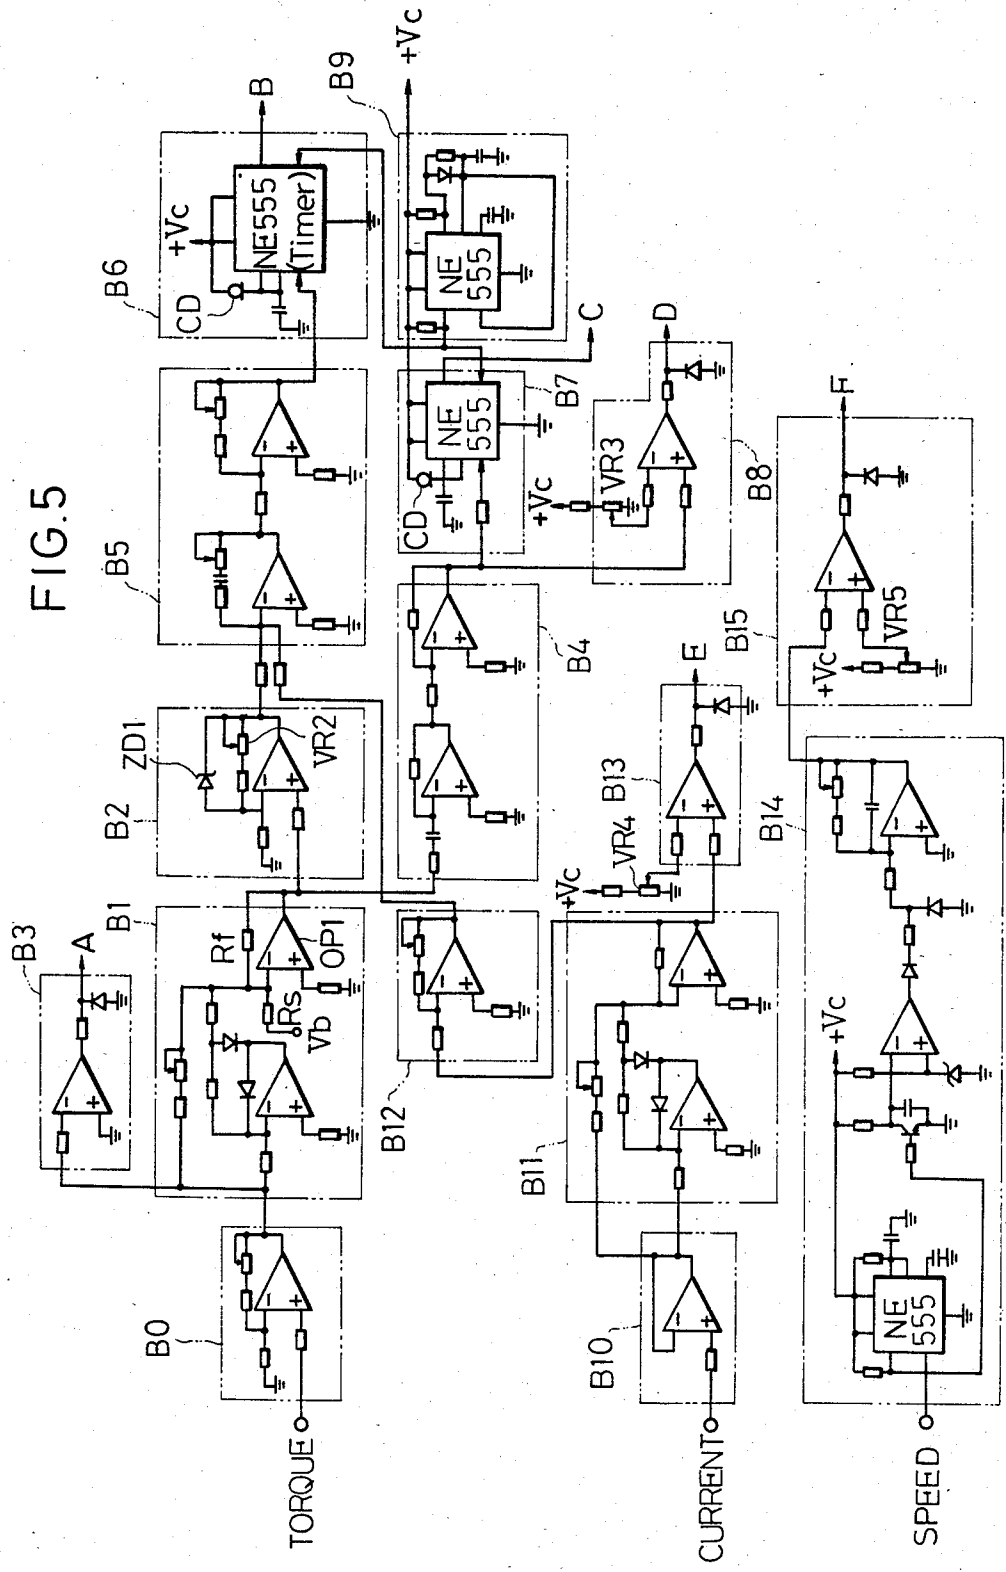 FIG.5
B3
A
B1
Rf
OP1
Rs
Vb
B0
TORQUE
B2
ZD1
VR2
B5
B6
+Vc
CD
NE555
(Timer)
B
B9
+Vc
NE
555
CD
NE
555
B7
C
B4
+Vc
VR3
B8
D
B12
B10
CURRENT
B11
+Vc
VR4
B13
E
SPEED
NE
555
+Vc
B14
B15
+Vc
VR5
F